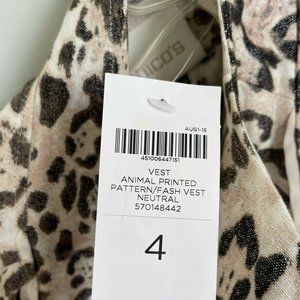 AUG1-15
451006447151
VEST
ANIMAL PRINTED
PATTERN/FASH VEST
NEUTRAL
570148442
4